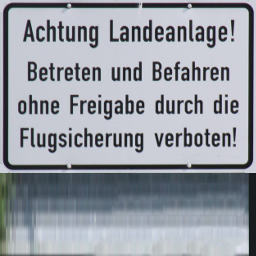 Achtung Landeanlage!
Betreten und Befahren
ohne Freigabe durch die
Flugsicherung verboten!